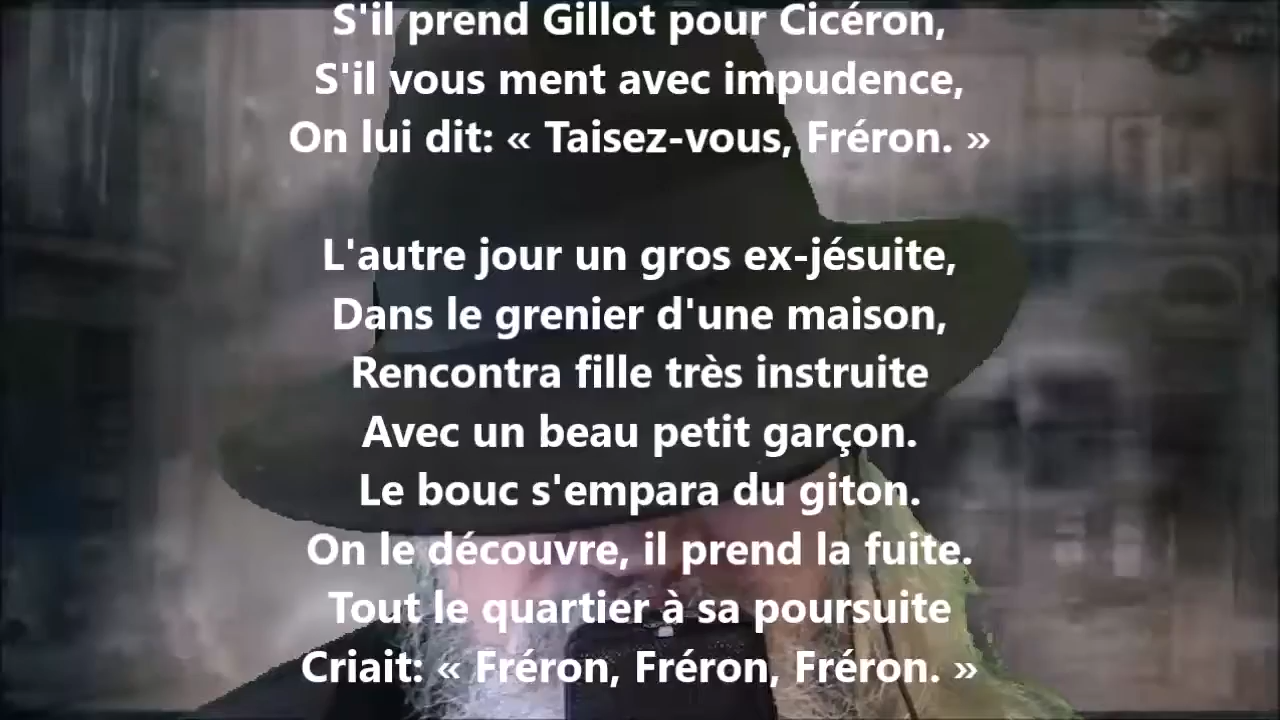 S'il prend Gillot pour Cicéron,
S'il vous ment avec impudence,
On lui dit: « Taisez-vous, Fréron. »
L'autre jour un gros ex-jésuite,
Dans le grenier d'une maison,
Rencontra fille très instruite
Avec un beau petit garçon.
Le bouc s'empara du giton.
On le découvre, il prend la fuite.
Tout le quartier à sa poursuite
Criait: « Fréron, Fréron, Fréron. »